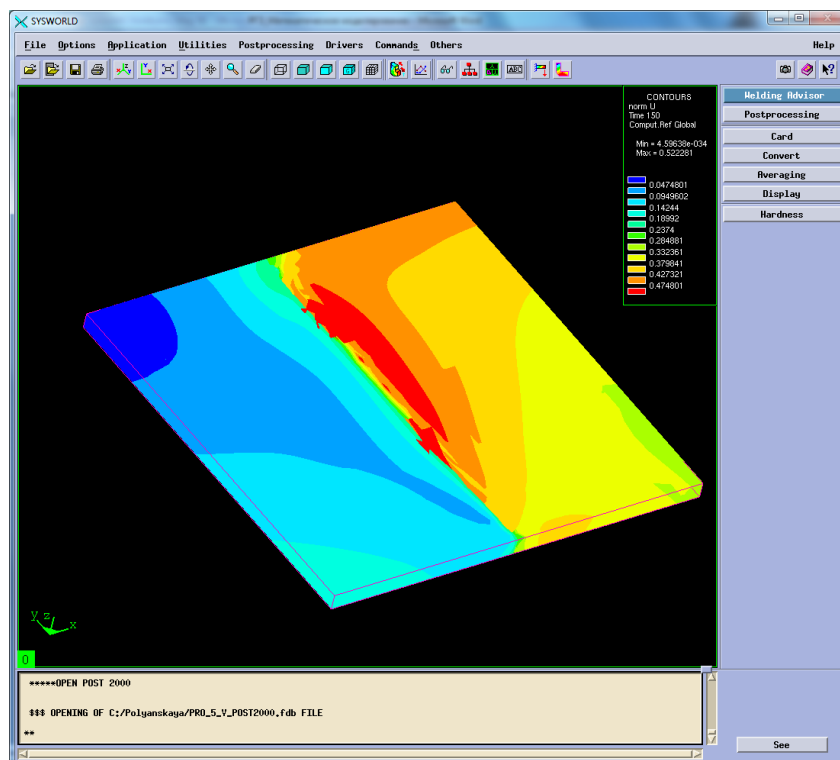 SYSWORLD
File Options Application Utilities Postprocessing Drivers Commands Others Help
ABC
CONTOURS
norm U
Time 150
Comput.Ref Global
Min = 4.59638e-034
Max = 0.522281
0.0474801
0.0949602
0.14244
0.18992
0.2374
0.284881
0.332361
0.379841
0.427321
0.474801
Welding Advisor
Postprocessing
Card
Convert
Averaging
Display
Hardness
y z x
0
*****OPEN POST 2000
$$$ OPENING OF C:/Polyanskaya/PRO_5_V_POST2000.fdb FILE
**
See